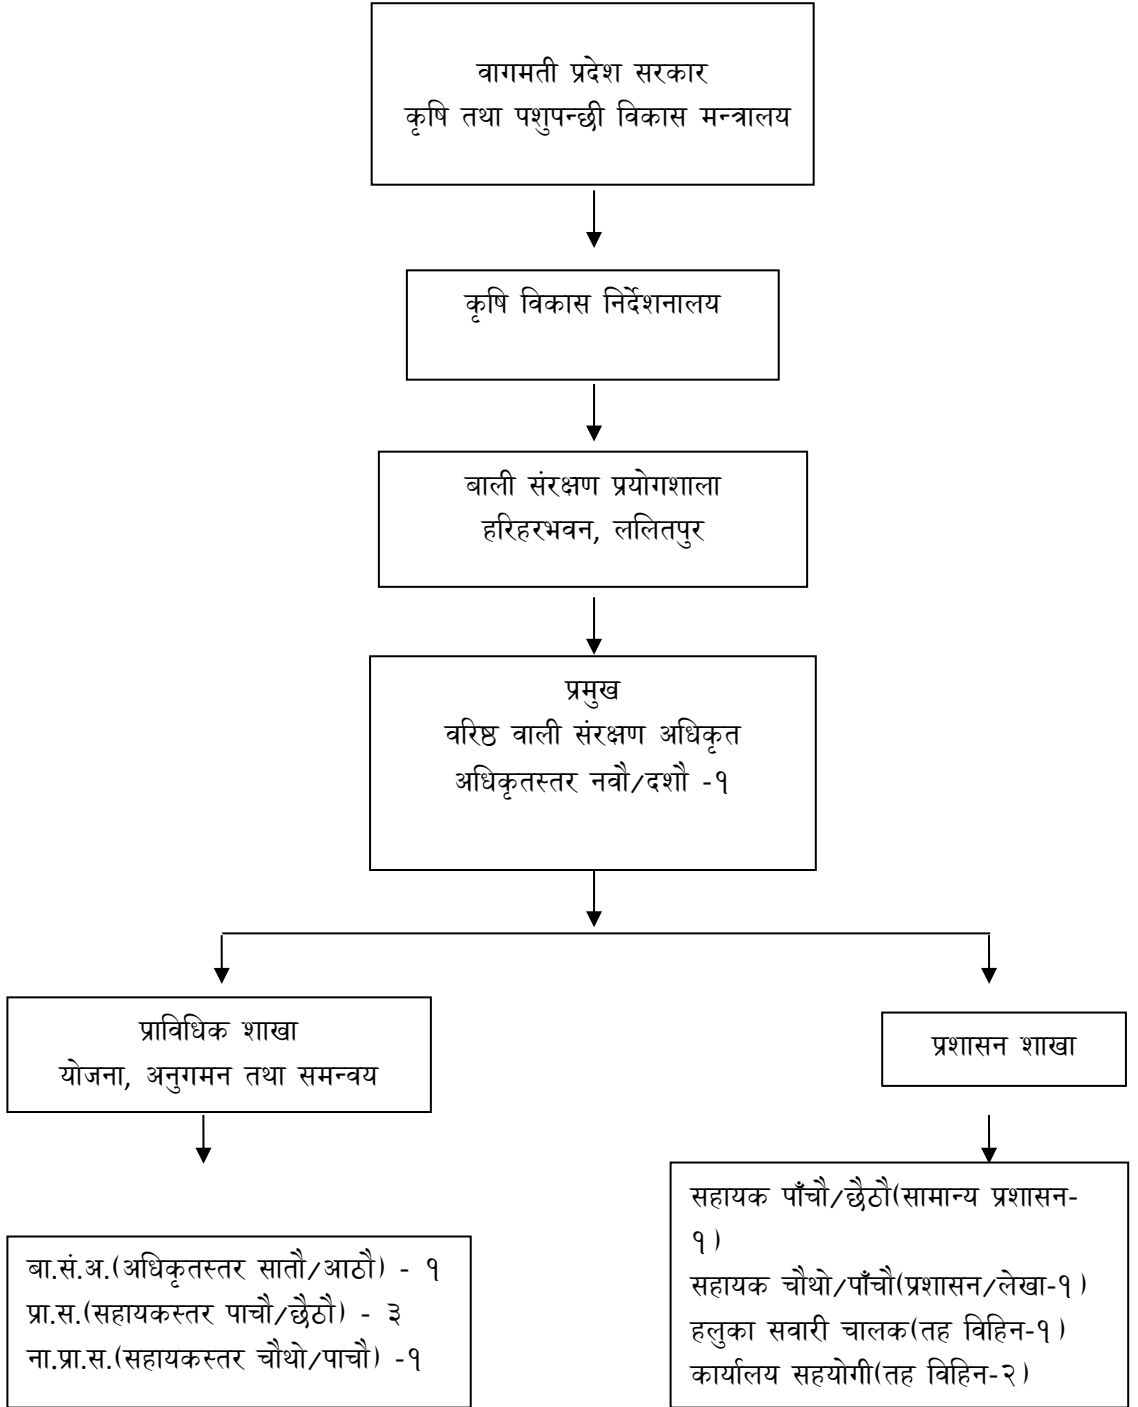 वागमती प्रदेश सरकार
कृषि तथा पशुपन्छी विकास मन्त्रालय
कृषि विकास निर्देशनालय
बाली संरक्षण प्रयोगशाला
हरिहरभवन, ललितपुर
प्रमुख
वरिष्ठ वाली संरक्षण अधिकृत
अधिकृतस्तर नवौ/दशौ -१
प्राविधिक शाखा
योजना, अनुगमन तथा समन्वय
प्रशासन शाखा
बा.सं.अ.(अधिकृतस्तर सातौ/आठौ) - १
प्रा.स.(सहायकस्तर पाचौ/छैठौ) - ३
ना.प्रा.स.(सहायकस्तर चौथो/पाचौ) -१
सहायक पाँचौ/छैठौ(सामान्य प्रशासन-
१)
सहायक चौथो/पाँचौ(प्रशासन/लेखा-१)
हलुका सवारी चालक(तह विहिन-१)
कार्यालय सहयोगी(तह विहिन-२)